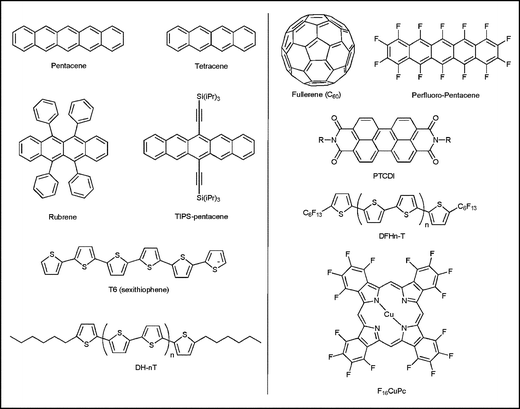 Pentacene
Tetracene
Si(iPr)₃
Si(iPr)₃
Rubrene
TIPS-pentacene
S S S S S S+
T6 (sexithiophene)
S S S S
n
DH-nT
Fullerene (C₆₀)
F F F F F
F F
F F
F F F F F
Perfluoro-Pentacene
O O
R-N N-R
O O
PTCDI
C₆F₁₃ S S S S C₆F₁₃
n
DFHn-T
F F F F
F F F F
N N
Cu
N N
F F F F
F F F F
F₁₆CuPc